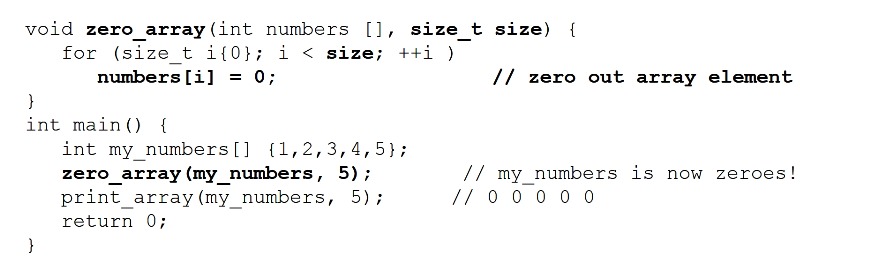 void zero_array(int numbers [], size_t size) {
for (size_t i{0}; i < size; ++i )
numbers[i] = 0; // zero out array element
}
int main() {
int my_numbers[] {1,2,3,4,5};
zero_array(my_numbers, 5); // my_numbers is now zeroes!
print_array(my_numbers, 5); // 0 0 0 0 0
return 0;
}